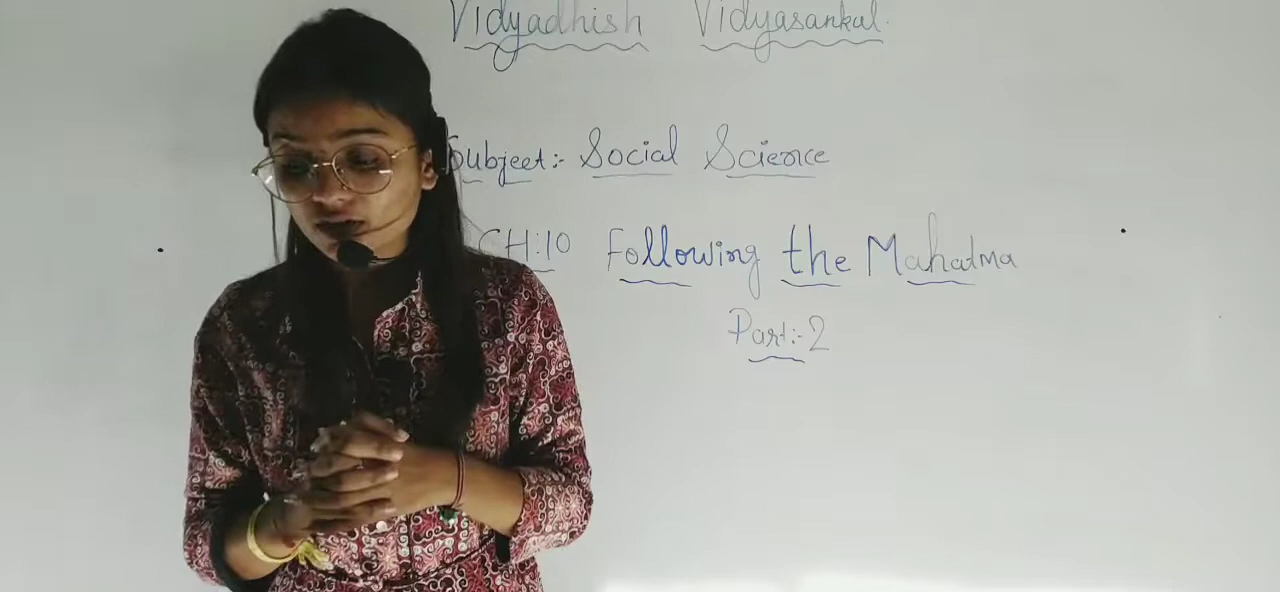 Vidyadhish Vidyasankul.
Subject:- Social Science
CH:10 Following the Mahatma
Part:-2